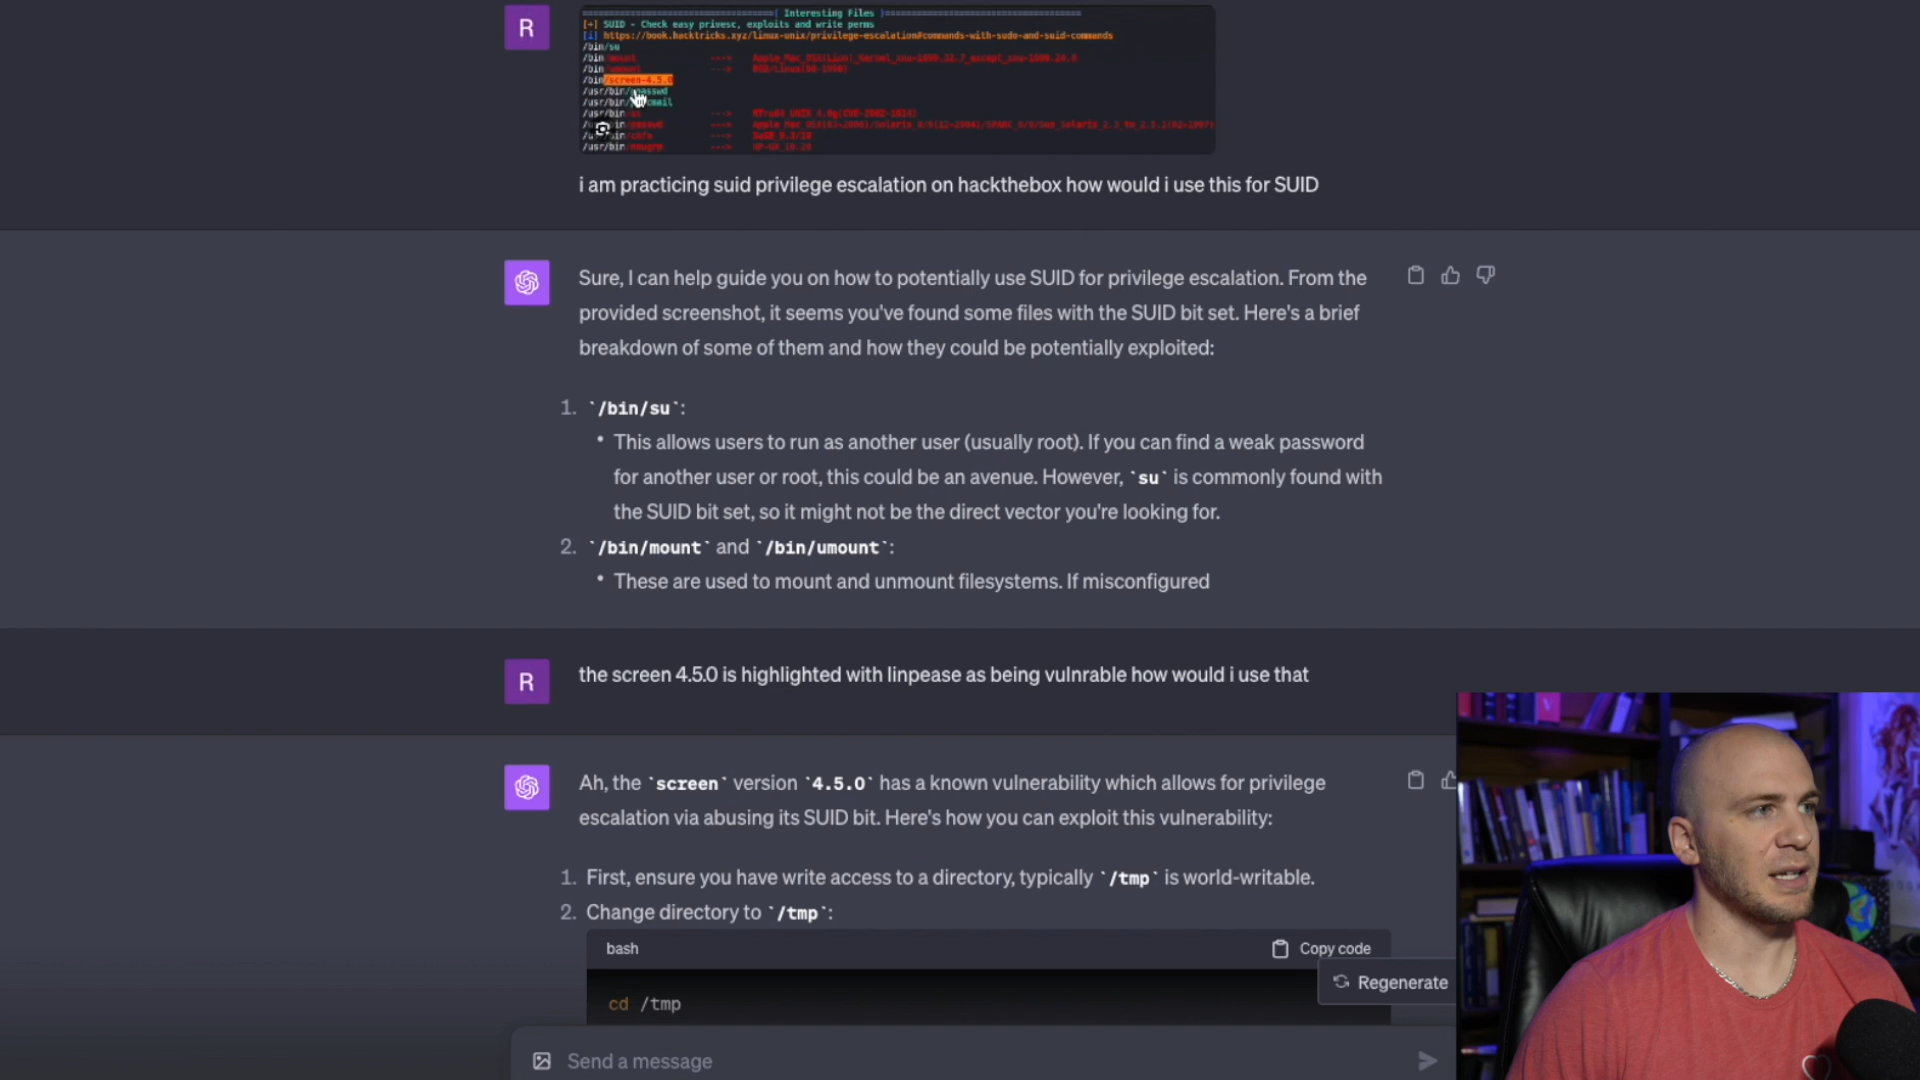 Interesting Files
R
[+] SUID - Check easy privesc, exploits and write perms
[i] https://book.hacktricks.xyz/linux-unix/privilege-escalation#commands-with-sudo-and-suid-commands
/bin/su
/bin/mount --->
/bin/umount --->
/bin/screen-4.5.0
/usr/bin/
/usr/bin/
/usr/bin/ --->
--->
/usr/bin/ --->
/usr/bin/newgrp ---> HP-UX_10.20
i am practicing suid privilege escalation on hackthebox how would i use this for SUID
Sure, I can help guide you on how to potentially use SUID for privilege escalation. From the
provided screenshot, it seems you've found some files with the SUID bit set. Here's a brief
breakdown of some of them and how they could be potentially exploited:
1. `/bin/su`:
• This allows users to run as another user (usually root). If you can find a weak password
for another user or root, this could be an avenue. However, `su` is commonly found with
the SUID bit set, so it might not be the direct vector you're looking for.
2. `/bin/mount` and `/bin/umount`:
• These are used to mount and unmount filesystems. If misconfigured
R
the screen 4.5.0 is highlighted with linpease as being vulnrable how would i use that
Ah, the `screen` version `4.5.0` has a known vulnerability which allows for privilege
escalation via abusing its SUID bit. Here's how you can exploit this vulnerability:
1. First, ensure you have write access to a directory, typically `/tmp` is world-writable.
2. Change directory to `/tmp`:
bash
Copy code
Regenerate
cd /tmp
Send a message